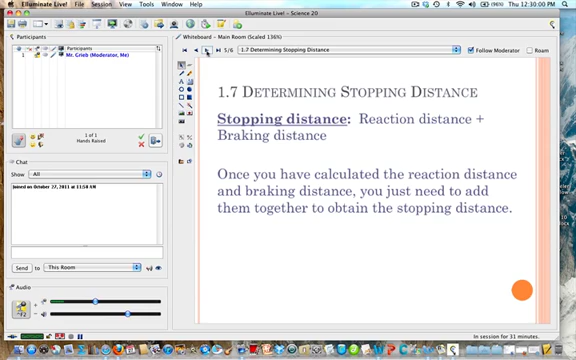 Elluminate Live! File Session View Tools Window Help
(96%) Thu 12:30:00 PM
Elluminate Live! – Science 20
Participants
Participants
1 Mr. Grieb (Moderator, Me)
1 of 1
Hands Raised
Chat
Show All
Joined on October 27, 2011 at 11:58 AM
Send to This Room
Audio
Whiteboard – Main Room (Scaled 136%)
5/6 1.7 Determining Stopping Distance Follow Moderator Roam
1.7 DETERMINING STOPPING DISTANCE
Stopping distance: Reaction distance +
Braking distance
Once you have calculated the reaction distance
and braking distance, you just need to add
them together to obtain the stopping distance.
In session for 31 minutes.